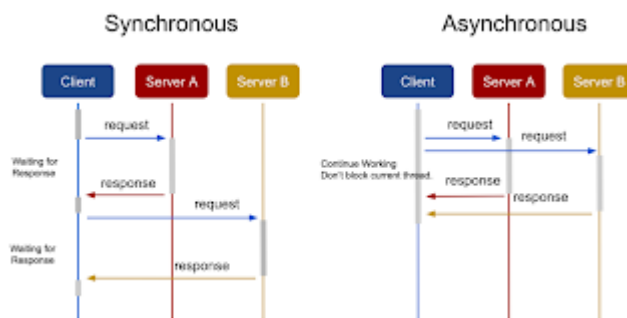 Synchronous
Client
Server A
Server B
request
Waiting for
Response
response
request
Waiting for
Response
response
Asynchronous
Client
Server A
Server B
request
request
Continue Working
Don't block current thread.
response
response